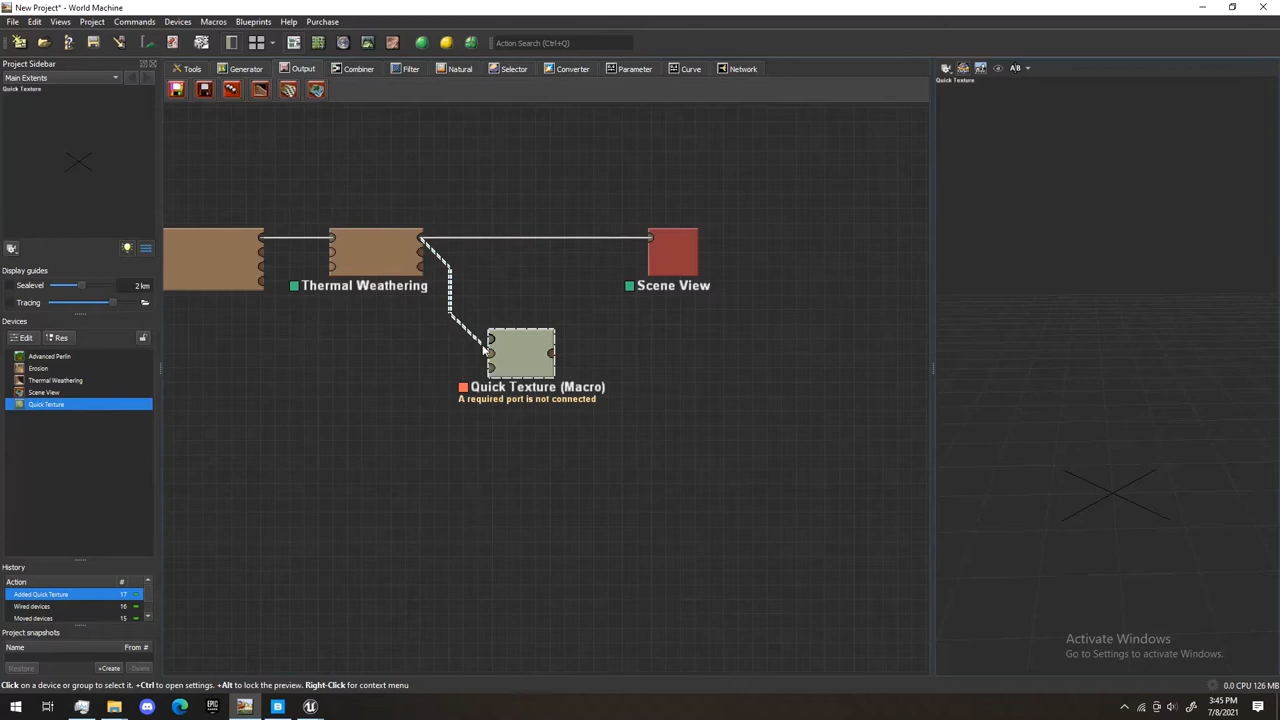 New Project* - World Machine
File Edit Views Project Commands Devices Macros Blueprints Help Purchase
Action Search (Ctrl+Q)
Project Sidebar
Main Extents
Quick Texture
Tools Generator Output Combiner Filter Natural Selector Converter Parameter Curve Network
A/B
Quick Texture
Display guides
Sealevel: 2 km
Tracing:
Devices
Edit Res
Advanced Perlin
Erosion
Thermal Weathering
Scene View
Quick Texture
Thermal Weathering
Scene View
Quick Texture (Macro)
A required port is not connected
History
Action #
Added Quick Texture 17
Wired devices 16
Moved devices 15
Project snapshots
Name From #
Restore +Create -Delete
Activate Windows
Go to Settings to activate Windows.
Click on a device or group to select it. +Ctrl to open settings. +Alt to lock the preview. Right-Click for context menu
0.0 CPU 126 MB
3:45 PM
7/8/2021